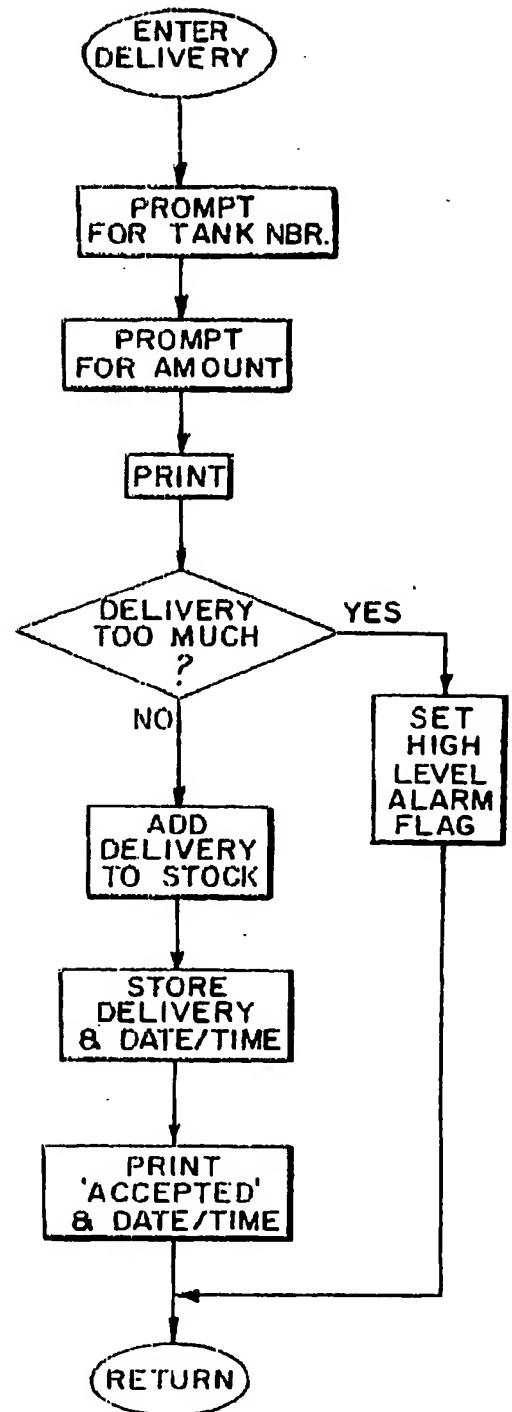 ENTER
DELIVERY
PROMPT
FOR TANK NBR.
PROMPT
FOR AMOUNT
PRINT
DELIVERY
TOO MUCH
?
YES
NO
SET
HIGH
LEVEL
ALARM
FLAG
ADD
DELIVERY
TO STOCK
STORE
DELIVERY
& DATE/TIME
PRINT
'ACCEPTED'
& DATE/TIME
RETURN